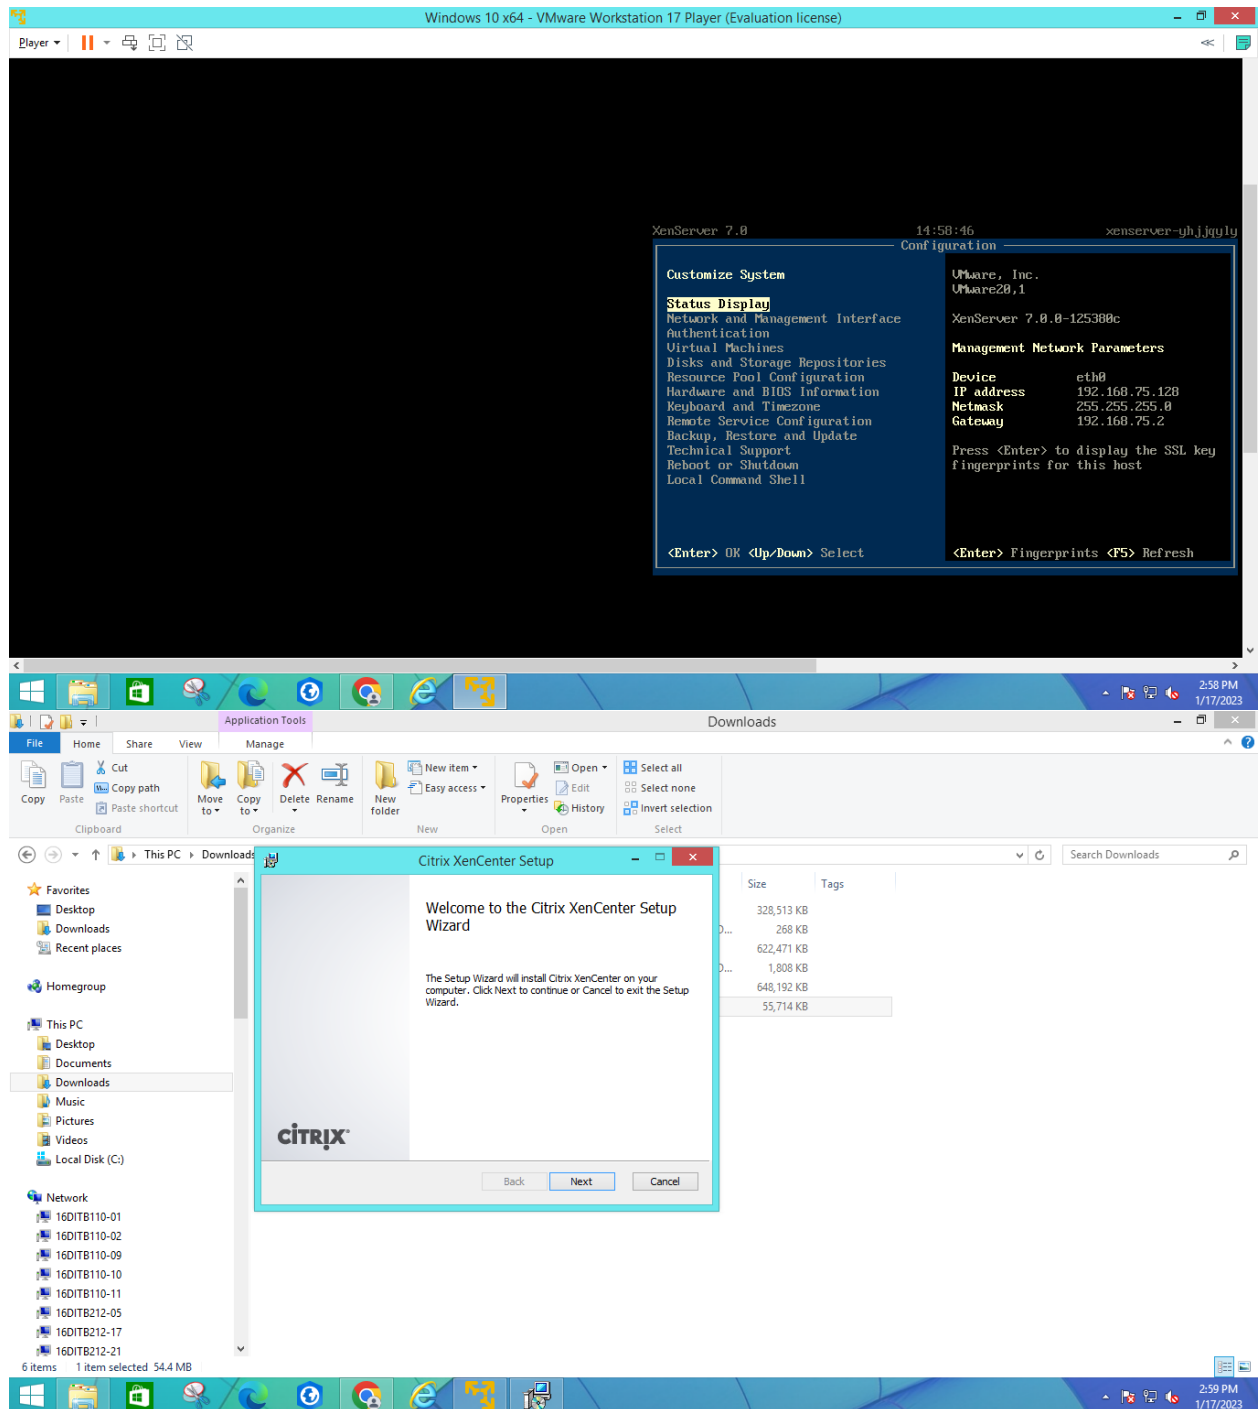 Windows 10 x64 - VMware Workstation 17 Player (Evaluation license)
Player
XenServer 7.0 14:58:46 xenserver-yhjjqyly
Configuration
Customize System
Status Display
Network and Management Interface
Authentication
Virtual Machines
Disks and Storage Repositories
Resource Pool Configuration
Hardware and BIOS Information
Keyboard and Timezone
Remote Service Configuration
Backup, Restore and Update
Technical Support
Reboot or Shutdown
Local Command Shell
<Enter> OK <Up/Down> Select
VMware, Inc.
VMware20,1
XenServer 7.0.0-125380c
Management Network Parameters
Device eth0
IP address 192.168.75.128
Netmask 255.255.255.0
Gateway 192.168.75.2
Press <Enter> to display the SSL key
fingerprints for this host
<Enter> Fingerprints <F5> Refresh
2:58 PM
1/17/2023
Application Tools
Downloads
File Home Share View Manage
Copy
Paste
Cut
Copy path
Paste shortcut
Clipboard
Move to
Copy to
Delete
Rename
Organize
New folder
New item
Easy access
New
Properties
Open
Edit
History
Open
Select all
Select none
Invert selection
Select
This PC Downloads
Search Downloads
Favorites
Desktop
Downloads
Recent places
Homegroup
This PC
Desktop
Documents
Downloads
Music
Pictures
Videos
Local Disk (C:)
Network
16DITB110-01
16DITB110-02
16DITB110-09
16DITB110-10
16DITB110-11
16DITB212-05
16DITB212-17
16DITB212-21
Citrix XenCenter Setup
Welcome to the Citrix XenCenter Setup
Wizard
The Setup Wizard will install Citrix XenCenter on your
computer. Click Next to continue or Cancel to exit the Setup
Wizard.
CITRIX
Back Next Cancel
Size Tags
328,513 KB
268 KB
622,471 KB
1,808 KB
648,192 KB
55,714 KB
6 items 1 item selected 54.4 MB
2:59 PM
1/17/2023